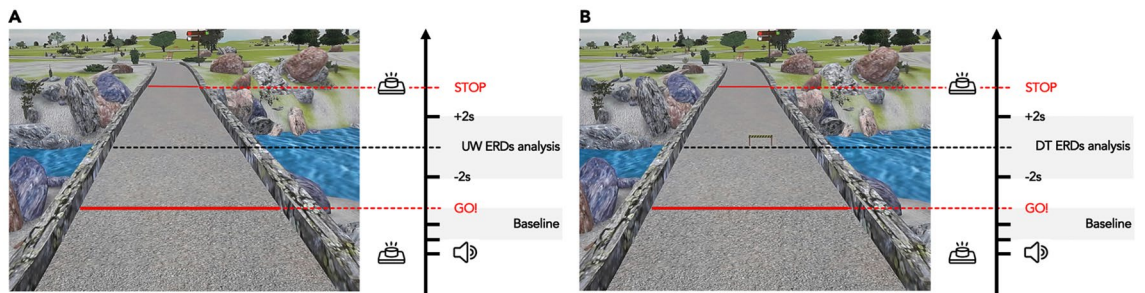 A
STOP
+2s
UW ERDs analysis
-2s
GO!
Baseline
B
STOP
+2s
DT ERDs analysis
-2s
GO!
Baseline